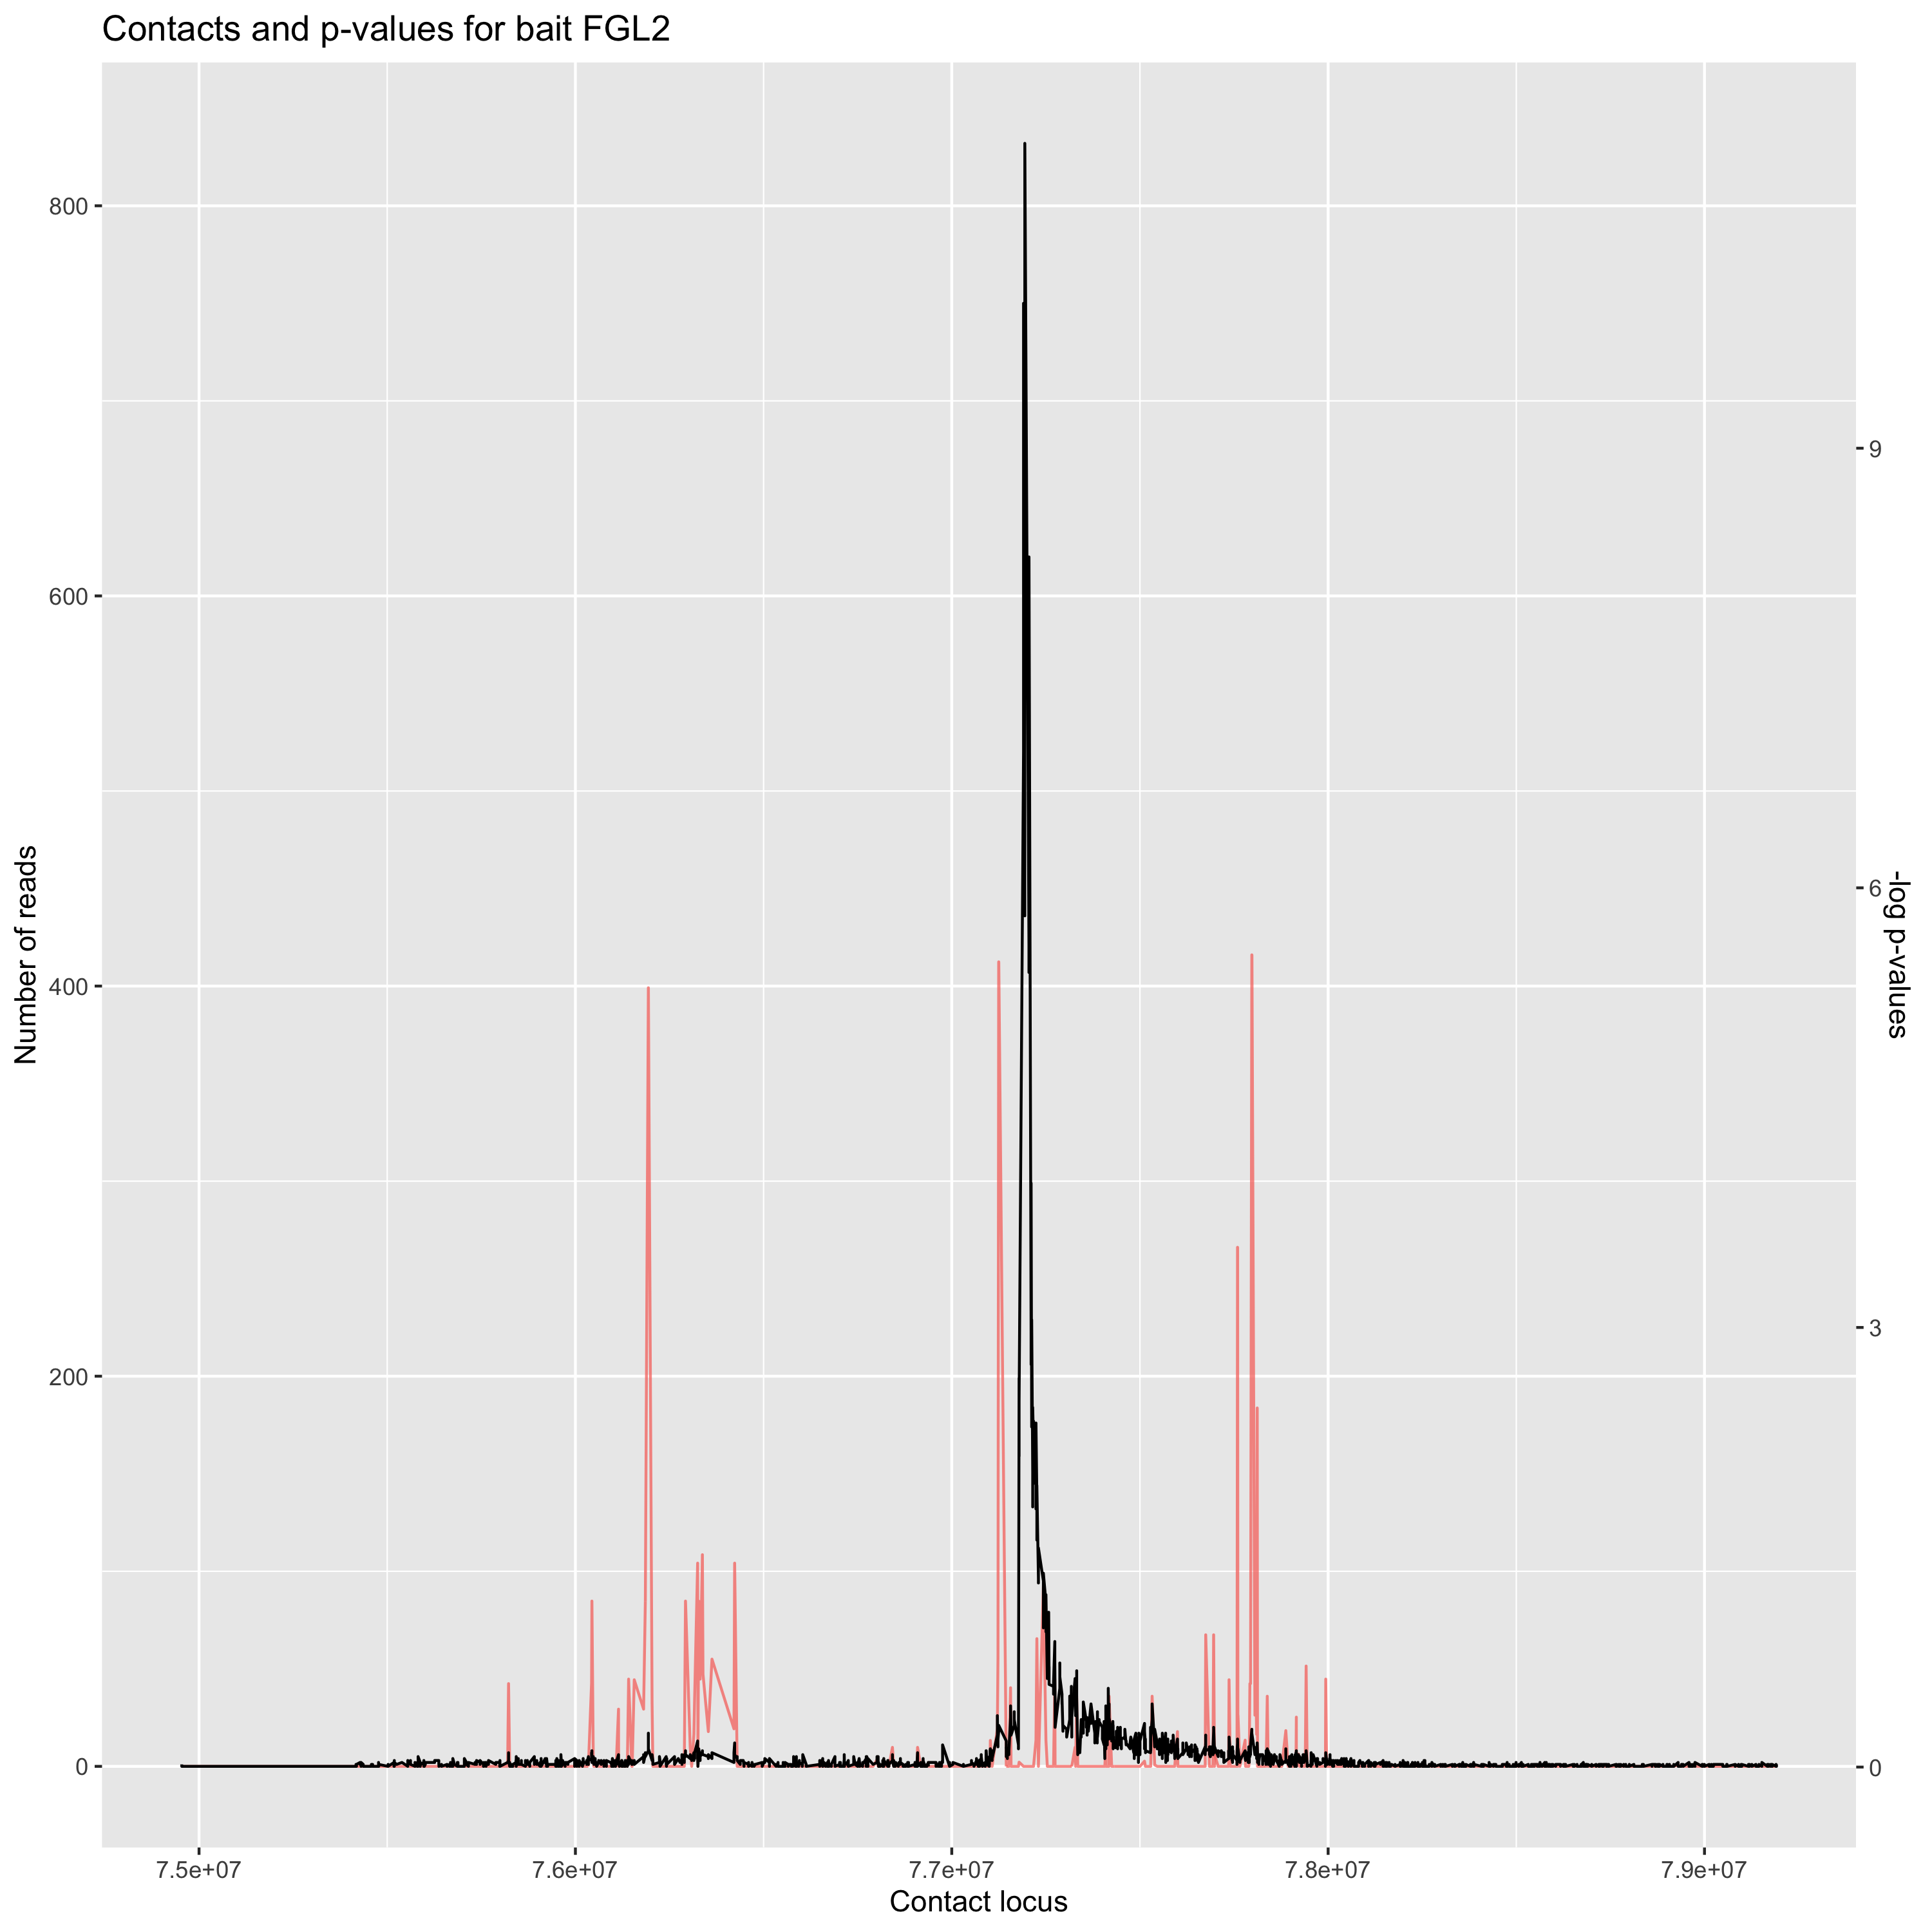 Contacts and p-values for bait FGL2
800
600
400
200
0
Number of reads
9
6
3
0
-log p-values
7.5e+07 7.6e+07 7.7e+07 7.8e+07 7.9e+07
Contact locus